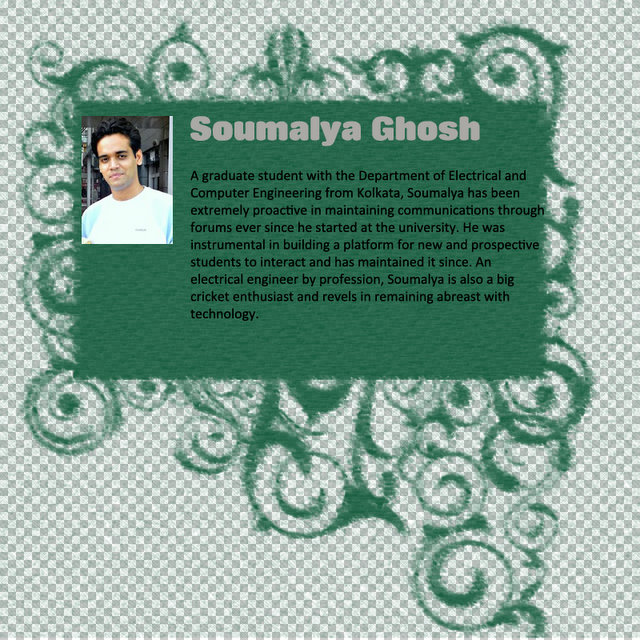 Soumalya Ghosh
A graduate student with the Department of Electrical and
Computer Engineering from Kolkata, Soumalya has been
extremely proactive in maintaining communications through
forums ever since he started at the university. He was
instrumental in building a platform for new and prospective
students to interact and has maintained it since. An
electrical engineer by profession, Soumalya is also a big
cricket enthusiast and revels in remaining abreast with
technology.